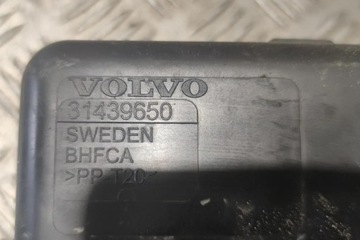 VOLVO
31439650
SWEDEN
BHFCA
>PP-T20<